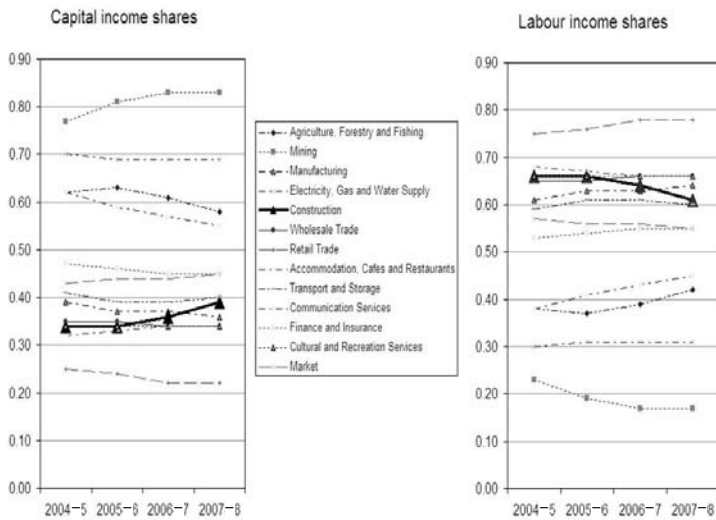 Capital income shares
Labour income shares
0.90
0.80
0.70
0.60
0.50
0.40
0.30
0.20
0.10
0.00
2004–5 2005–6 2006–7 2007–8
Agriculture, Forestry and Fishing
Mining
Manufacturing
Electricity, Gas and Water Supply
Construction
Wholesale Trade
Retail Trade
Accommodation, Cafes and Restaurants
Transport and Storage
Communication Services
Finance and Insurance
Cultural and Recreation Services
Market
0.90
0.80
0.70
0.60
0.50
0.40
0.30
0.20
0.10
0.00
2004–5 2005–6 2006–7 2007–8